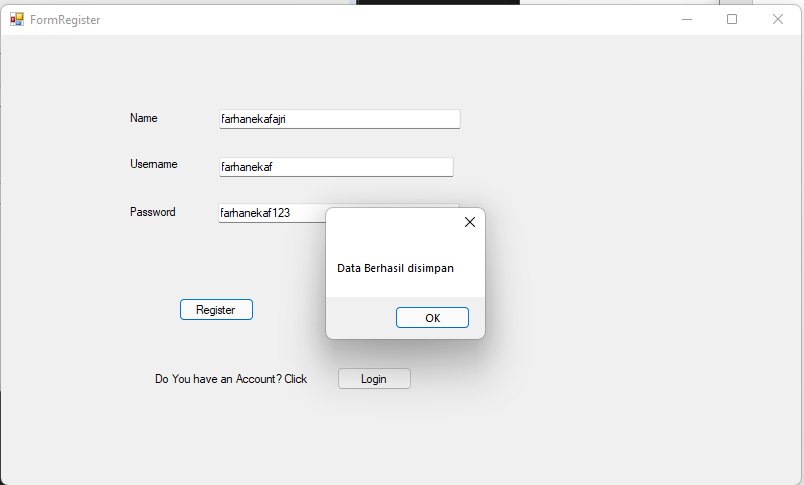 FormRegister
Name farhanekafajri
Username farhanekaf
Password farhanekaf123
Data Berhasil disimpan
Register OK
Do You have an Account? Click Login